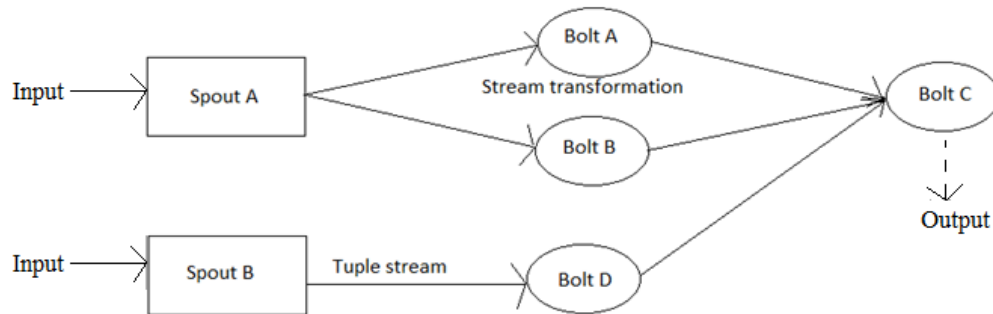 Bolt A
Input
Spout A
Stream transformation
Bolt C
Bolt B
Output
Input
Spout B
Tuple stream
Bolt D